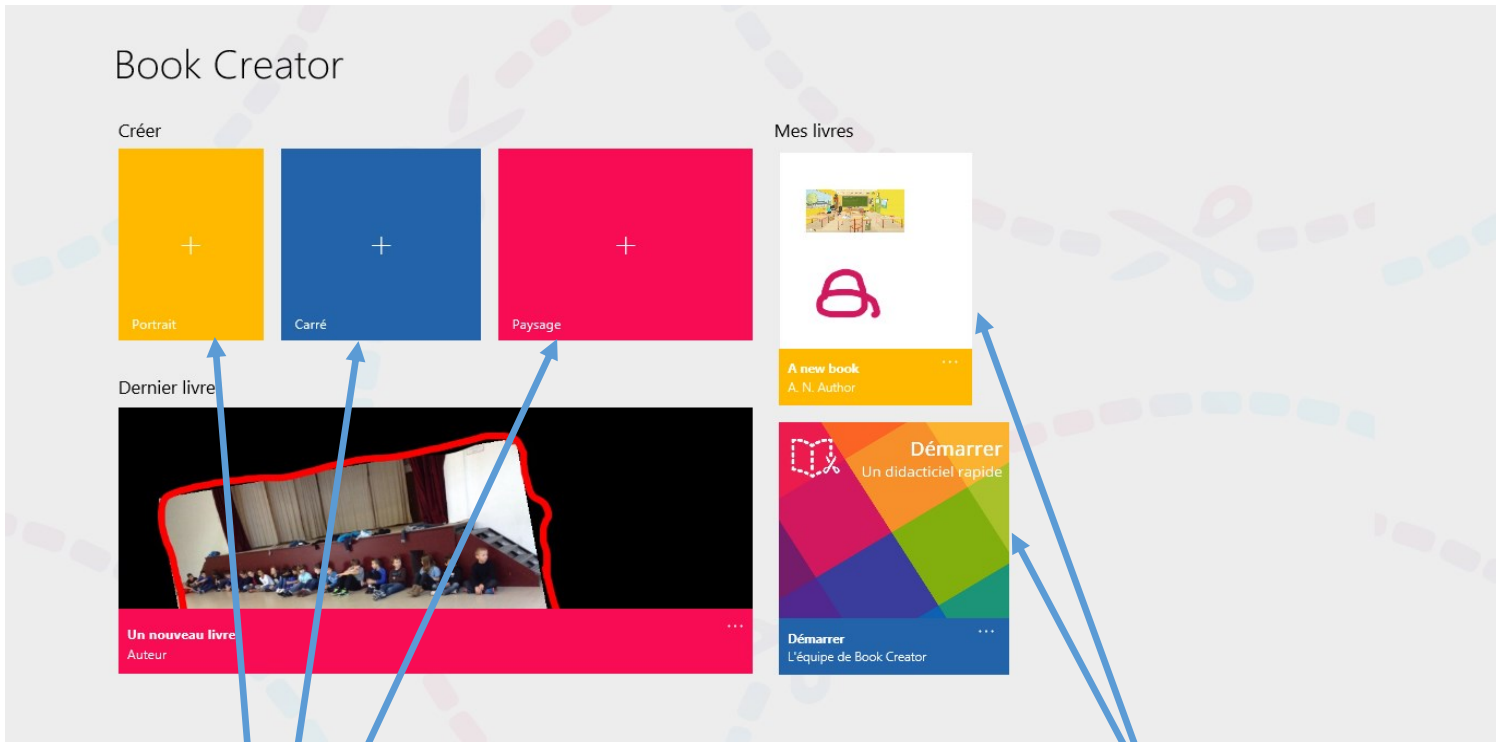 Book Creator
Créer
Portrait
Carré
Paysage
Dernier livre
Un nouveau livre
Auteur
Mes livres
A new book
A. N. Author
Démarrer
Un didacticiel rapide
Démarrer
L'équipe de Book Creator